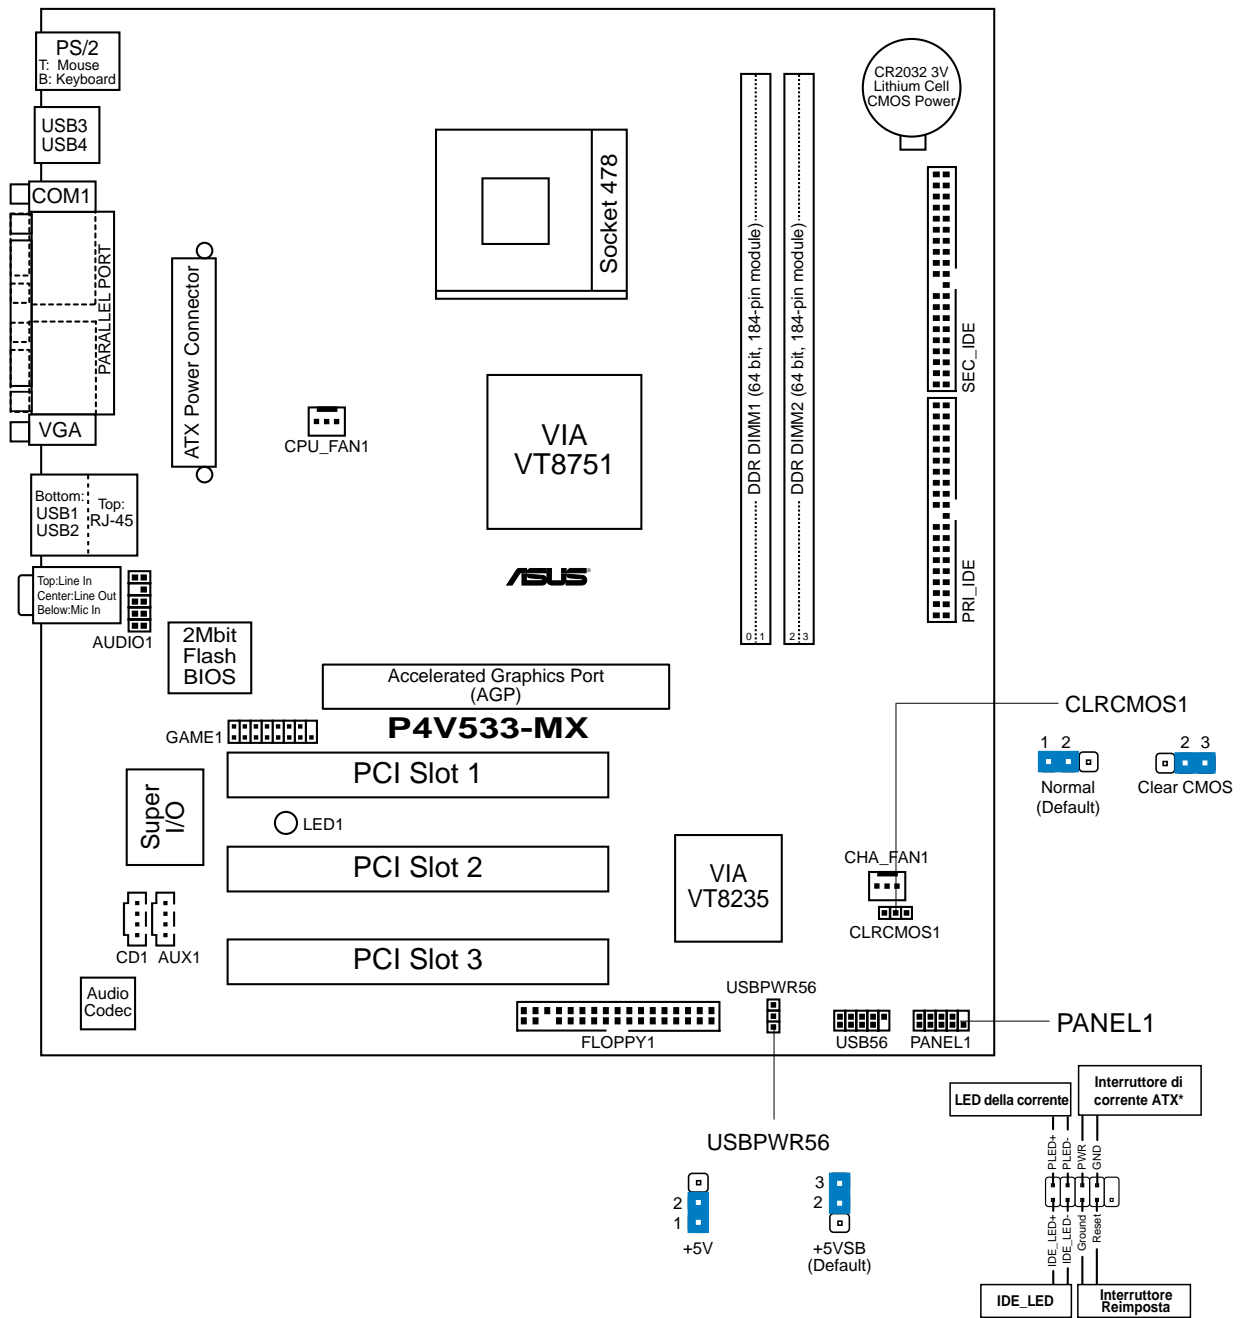 PS/2
T: Mouse
B: Keyboard
USB3
USB4
COM1
PARALLEL PORT
VGA
Bottom:
USB1
USB2
Top:
RJ-45
Top:Line In
Center:Line Out
Below:Mic In
AUDIO1
ATX Power Connector
CPU_FAN1
Socket 478
VIA
VT8751
ASUS
DDR DIMM1 (64 bit, 184-pin module)
DDR DIMM2 (64 bit, 184-pin module)
0 1
2 3
CR2032 3V
Lithium Cell
CMOS Power
SEC_IDE
PRI_IDE
2Mbit
Flash
BIOS
Accelerated Graphics Port
(AGP)
P4V533-MX
GAME1
PCI Slot 1
Super
I/O
LED1
PCI Slot 2
CD1
AUX1
PCI Slot 3
Audio
Codec
VIA
VT8235
CHA_FAN1
CLRCMOS1
USBPWR56
FLOPPY1
USB56
PANEL1
CLRCMOS1
1 2
Normal
(Default)
2 3
Clear CMOS
PANEL1
LED della corrente
Interruttore di
corrente ATX*
PLED+
PLED-
PWR
GND
IDE_LED+
IDE_LED-
Ground
Reset
IDE_LED
Interruttore
Reimposta
USBPWR56
2
1
+5V
3
2
+5VSB
(Default)